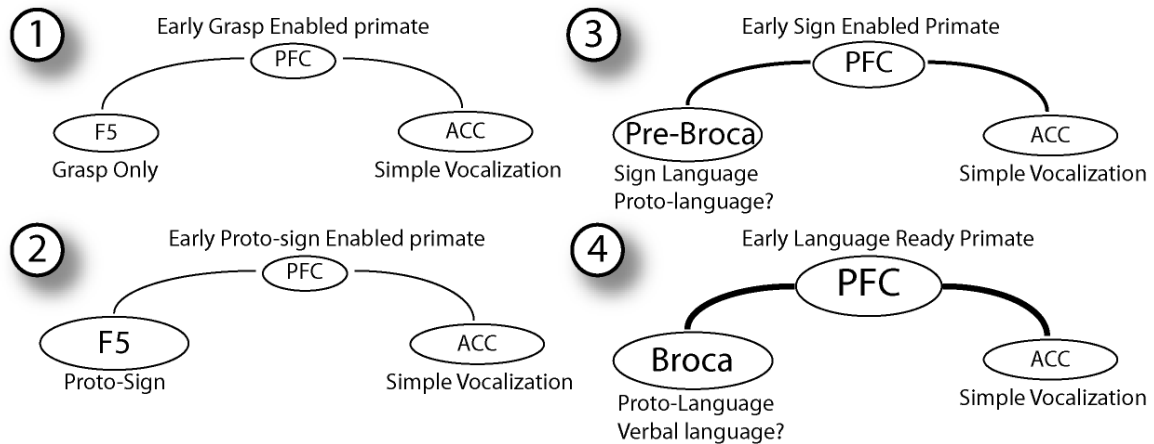 1
Early Grasp Enabled primate
PFC
F5
ACC
Grasp Only
Simple Vocalization
2
Early Proto-sign Enabled primate
PFC
F5
ACC
Proto-Sign
Simple Vocalization
3
Early Sign Enabled Primate
PFC
Pre-Broca
ACC
Sign Language
Proto-language?
Simple Vocalization
4
Early Language Ready Primate
PFC
Broca
ACC
Proto-Language
Verbal language?
Simple Vocalization